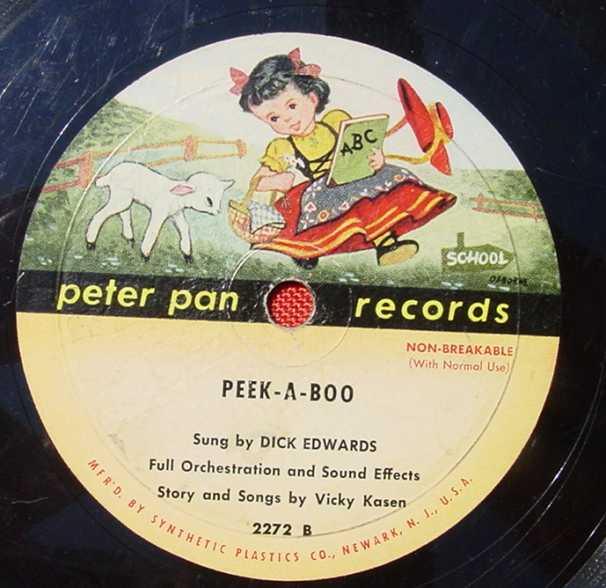 ABC
SCHOOL
OSBORNE
peter pan records
NON-BREAKABLE
(With Normal Use)
PEEK-A-BOO
Sung by DICK EDWARDS
Full Orchestration and Sound Effects
Story and Songs by Vicky Kasen
2272 B
MFR'D. BY SYNTHETIC PLASTICS CO., NEWARK, N. J., U.S.A.